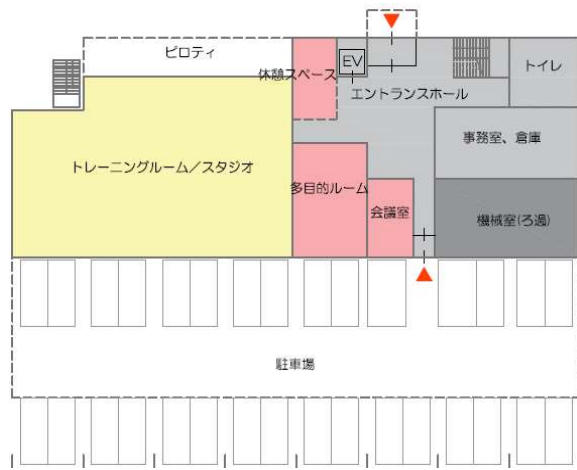 ピロティ
休憩スペース
EV
トイレ
エントランスホール
事務室、倉庫
トレーニングルーム／スタジオ
多目的ルーム
会議室
機械室(ろ過)
駐車場